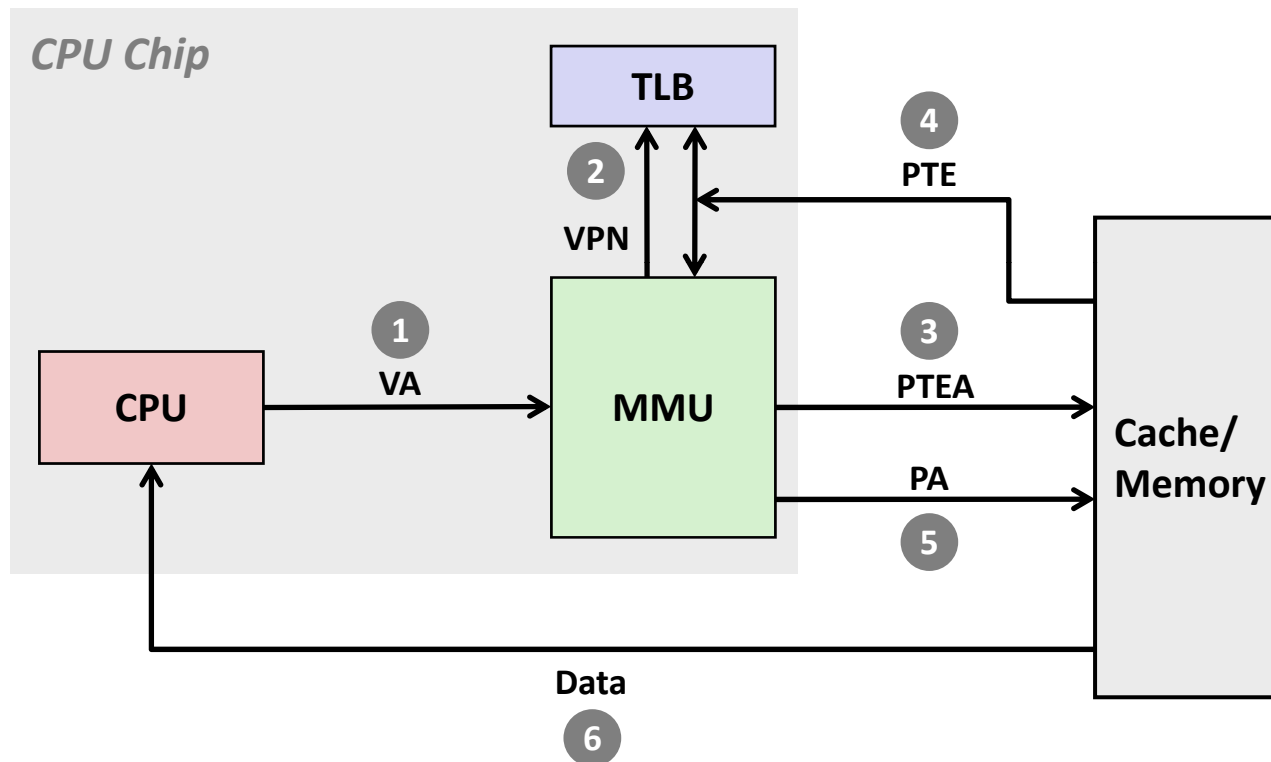 CPU Chip
TLB
4
2
PTE
VPN
1
3
VA
PTEA
CPU
MMU
Cache/
Memory
PA
5
Data
6